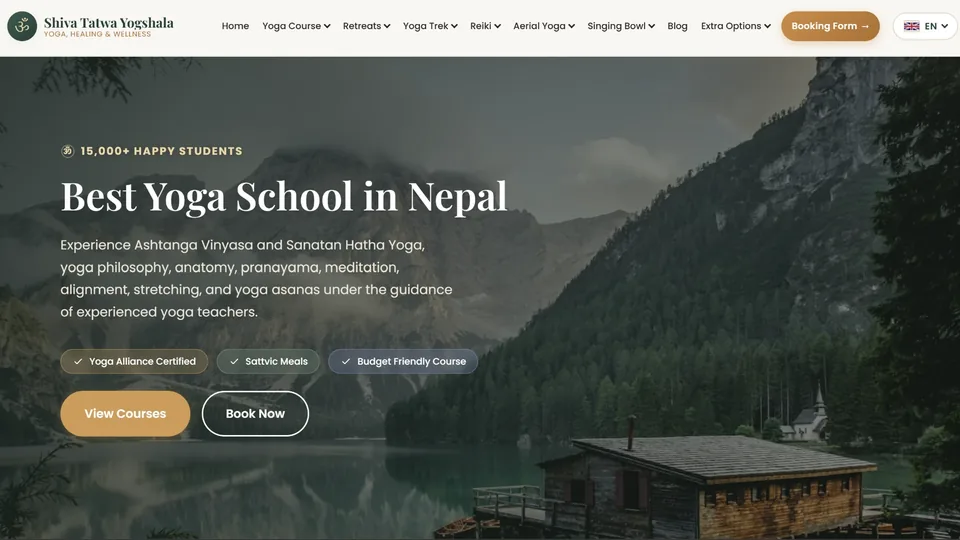 Shiva Tatwa Yogshala
YOGA, HEALING & WELLNESS
Home
Yoga Course
Retreats
Yoga Trek
Reiki
Aerial Yoga
Singing Bowl
Blog
Extra Options
Booking Form →
EN
15,000+ HAPPY STUDENTS
Best Yoga School in Nepal
Experience Ashtanga Vinyasa and Sanatan Hatha Yoga,
yoga philosophy, anatomy, pranayama, meditation,
alignment, stretching, and yoga asanas under the guidance
of experienced yoga teachers.
✓ Yoga Alliance Certified
✓ Sattvic Meals
✓ Budget Friendly Course
View Courses
Book Now